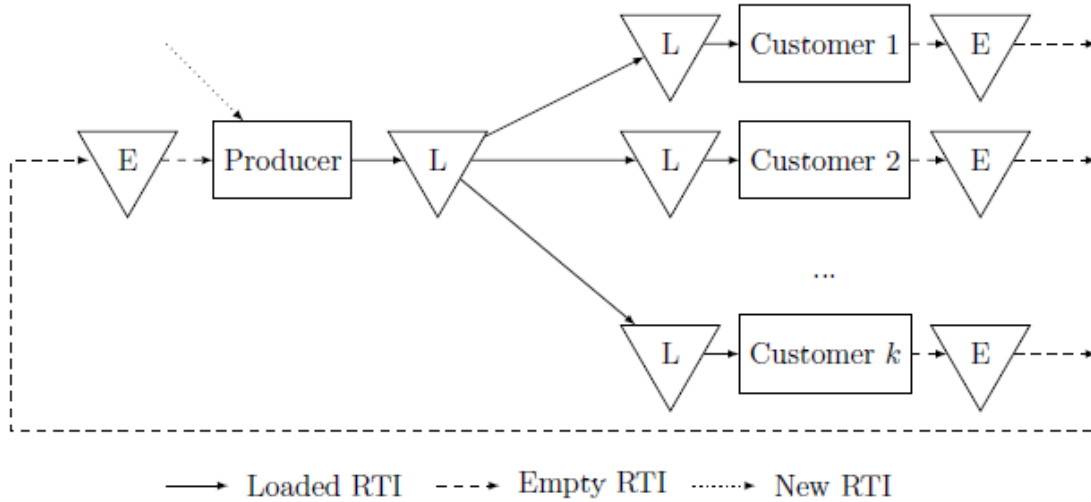 L Customer 1 E
E Producer L L Customer 2 E
...
L Customer k E
Loaded RTI Empty RTI New RTI